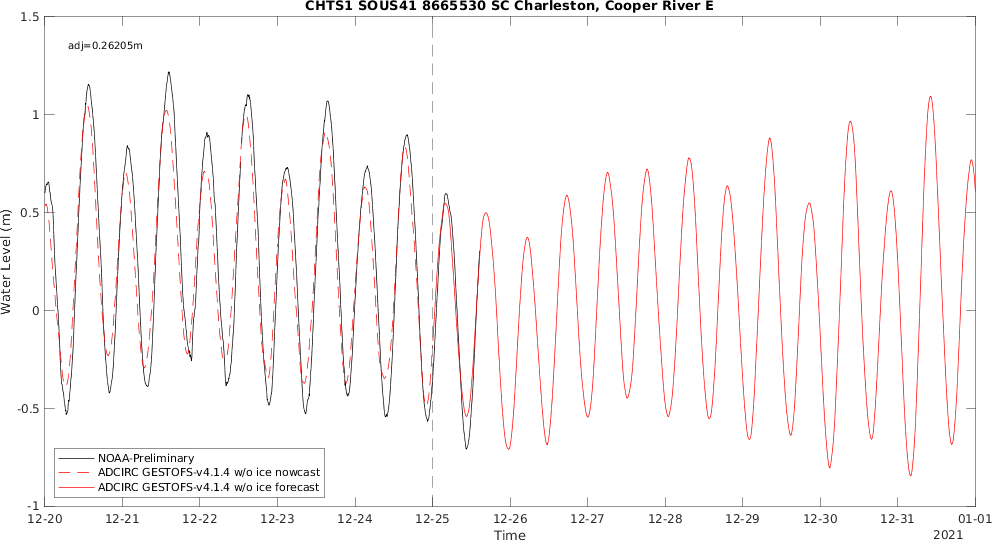 CHTS1 SOUS41 8665530 SC Charleston, Cooper River E
adj=0.26205m
1.5
1
0.5
0
-0.5
-1
Water Level (m)
NOAA-Preliminary
ADCIRC GESTOFS-v4.1.4 w/o ice nowcast
ADCIRC GESTOFS-v4.1.4 w/o ice forecast
12-20 12-21 12-22 12-23 12-24 12-25 12-26 12-27 12-28 12-29 12-30 12-31 01-01
Time
2021